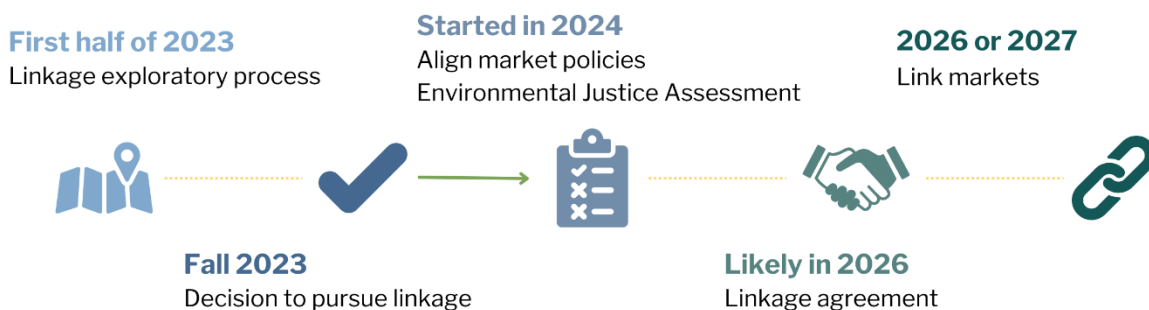 First half of 2023
Linkage exploratory process
Fall 2023
Decision to pursue linkage
Started in 2024
Align market policies
Environmental Justice Assessment
Likely in 2026
Linkage agreement
2026 or 2027
Link markets